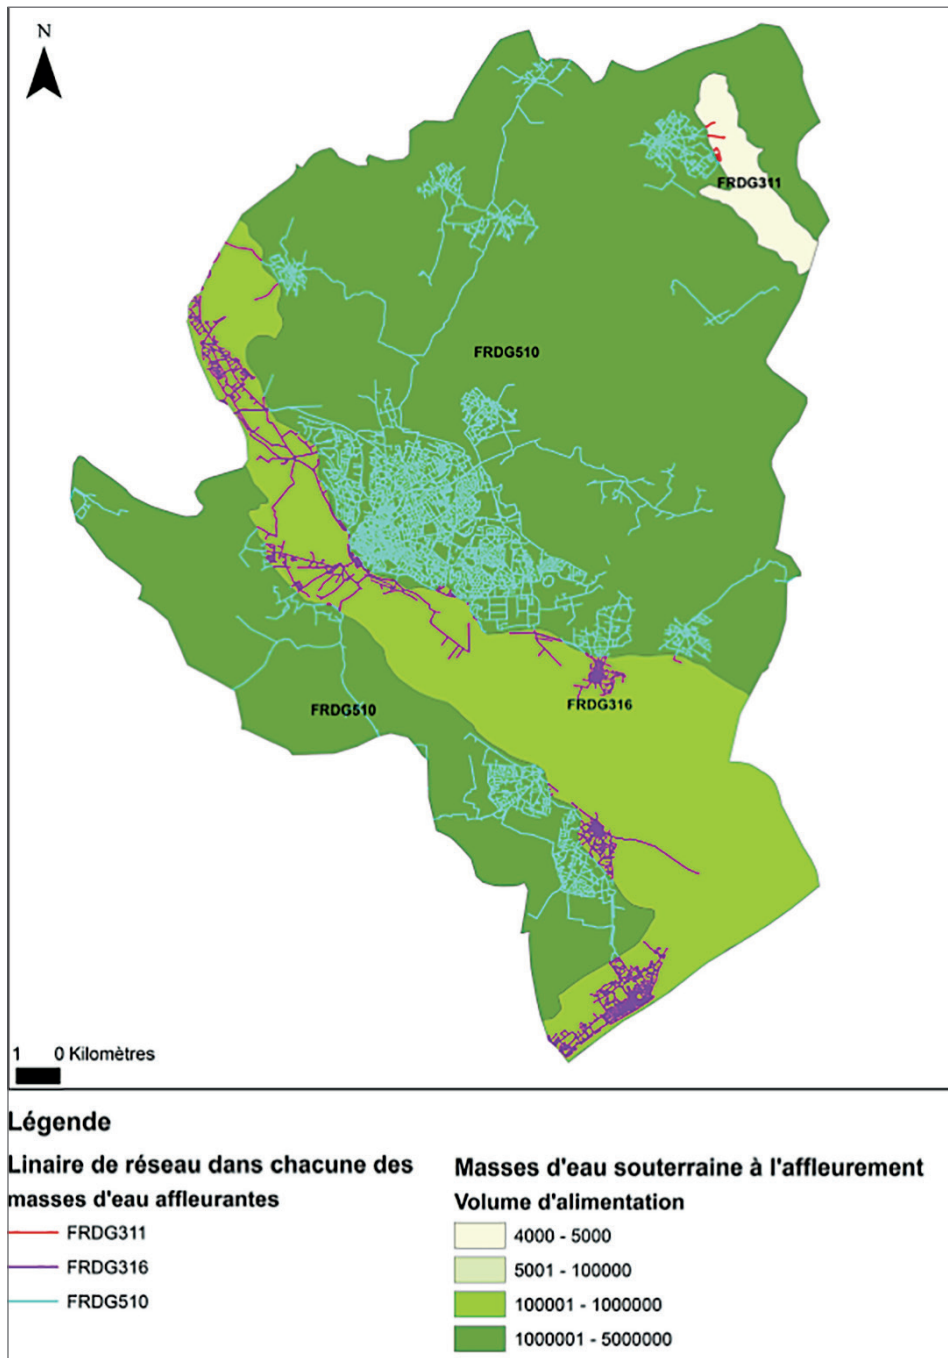 N
FRDG311
FRDG510
FRDG316
FRDG510
1 0 Kilomètres
Légende
Linaire de réseau dans chacune des
masses d'eau affleurantes
FRDG311
FRDG316
FRDG510
Masses d'eau souterraine à l'affleurement
Volume d'alimentation
4000 - 5000
5001 - 100000
100001 - 1000000
1000001 - 5000000